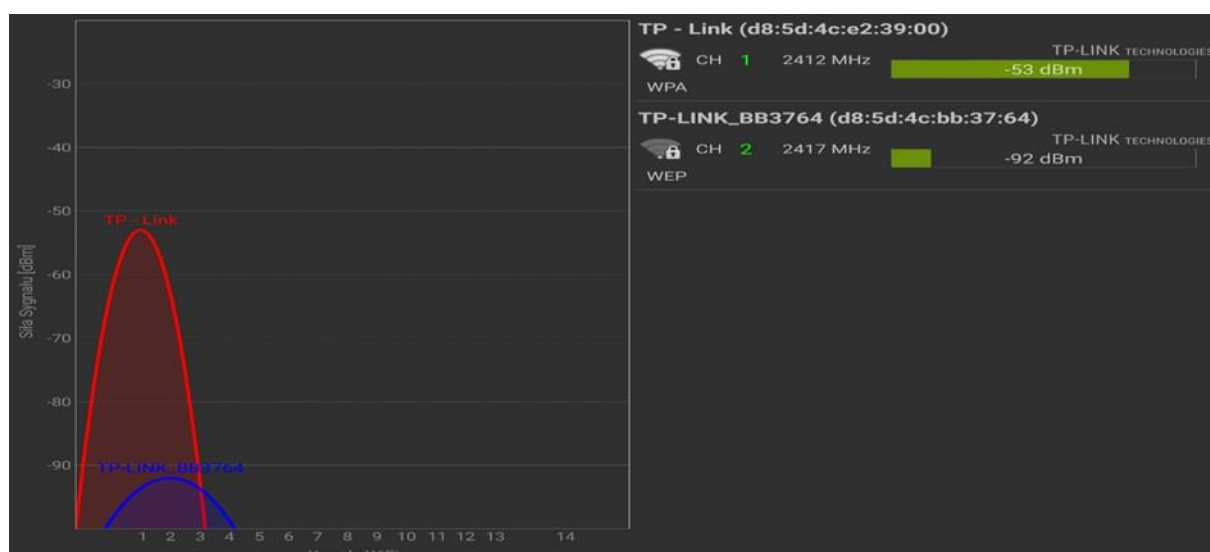 -30
-40
-50
-60
-70
-80
-90
Siła Sygnału [dBm]
TP - Link
TP-LINK_BB3764
1 2 3 4 5 6 7 8 9 10 11 12 13 14
TP - Link (d8:5d:4c:e2:39:00)
TP-LINK TECHNOLOGIES
CH 1 2412 MHz
-53 dBm
WPA
TP-LINK_BB3764 (d8:5d:4c:bb:37:64)
TP-LINK TECHNOLOGIES
CH 2 2417 MHz
-92 dBm
WEP